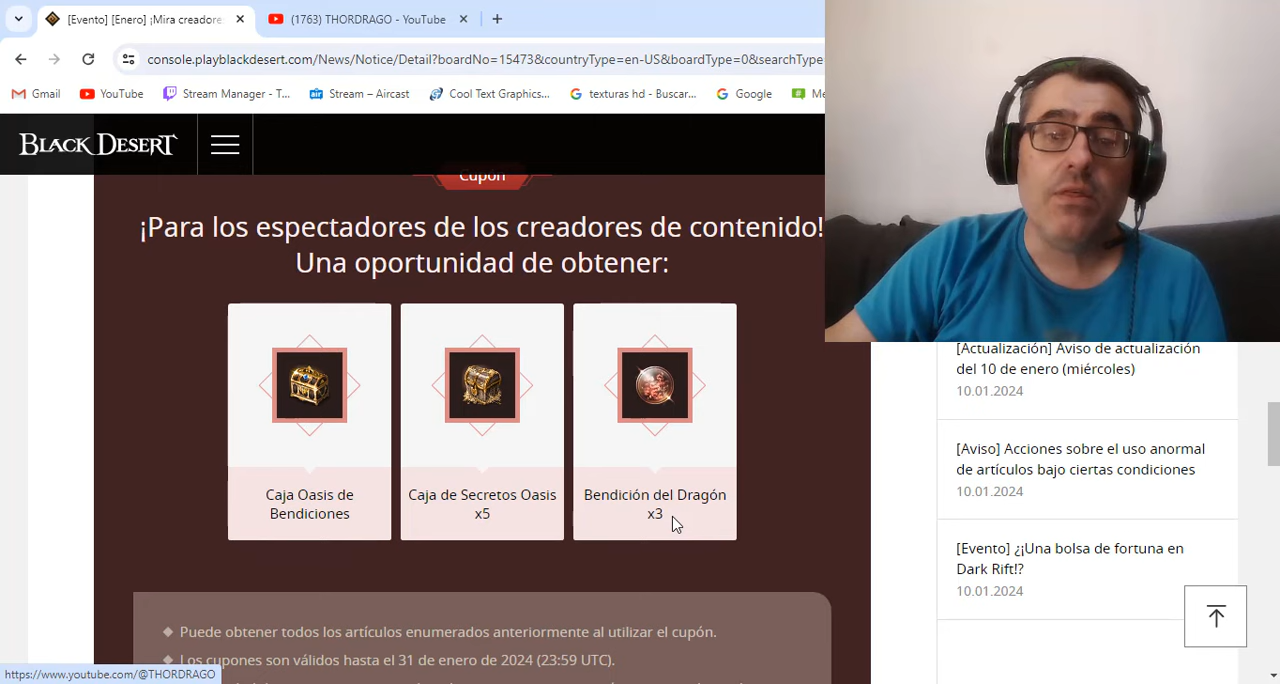 [Evento] [Enero] ¡Mira creadore
(1763) THORDRAGO - YouTube
console.playblackdesert.com/News/Notice/Detail?boardNo=15473&countryType=en-US&boardType=0&searchType
Gmail
YouTube
Stream Manager - T...
Stream – Aircast
Cool Text Graphics...
texturas hd - Buscar...
Google
Me
BLACK DESERT
Cupón
¡Para los espectadores de los creadores de contenido!
Una oportunidad de obtener:
Caja Oasis de
Bendiciones
Caja de Secretos Oasis
x5
Bendición del Dragón
x3
Puede obtener todos los artículos enumerados anteriormente al utilizar el cupón.
Los cupones son válidos hasta el 31 de enero de 2024 (23:59 UTC).
[Actualización] Aviso de actualización
del 10 de enero (miércoles)
10.01.2024
[Aviso] Acciones sobre el uso anormal
de artículos bajo ciertas condiciones
10.01.2024
[Evento] ¿¡Una bolsa de fortuna en
Dark Rift!?
10.01.2024
https://www.youtube.com/@THORDRAGO